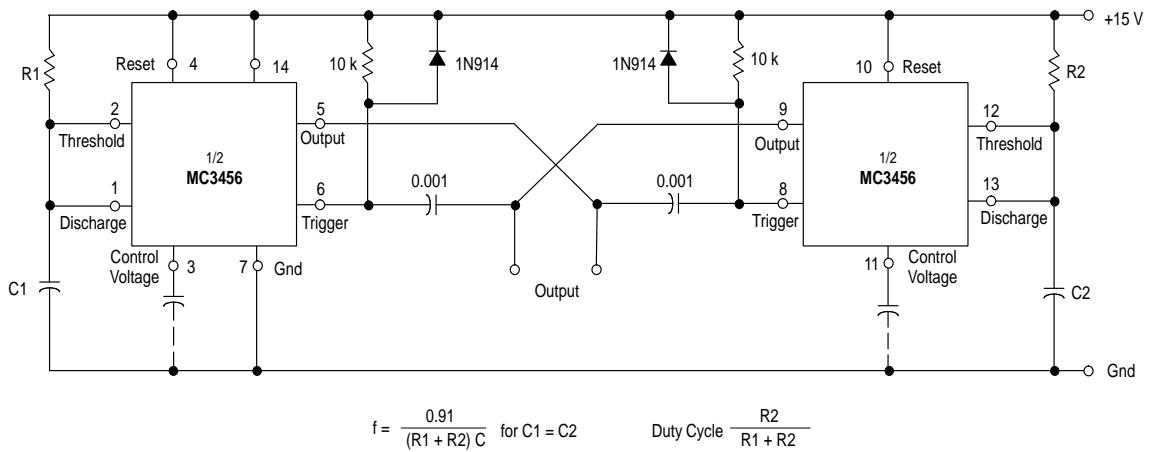 +15 V
R1
Reset 4
14
10 k
1N914
1N914
10 k
10 Reset
R2
2
Threshold
5
Output
9
Output
12
Threshold
1/2
MC3456
1/2
MC3456
1
Discharge
6
Trigger
0.001
0.001
8
Trigger
13
Discharge
Control
Voltage
3
7
Gnd
Output
11
Control
Voltage
C1
C2
Gnd
f = 0.91 / (R1 + R2) C for C1 = C2
Duty Cycle R2 / R1 + R2